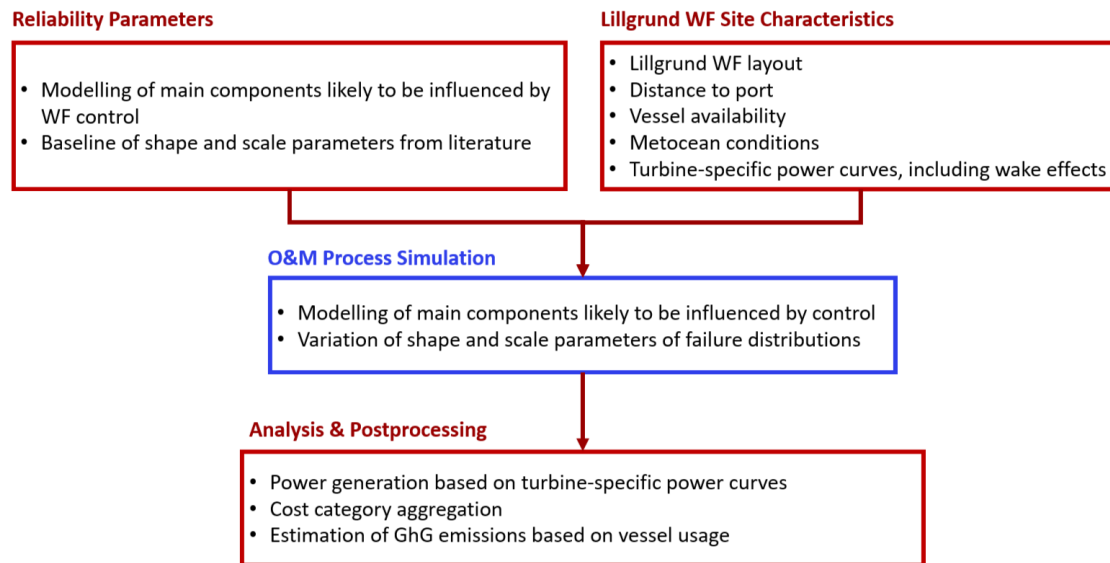 Reliability Parameters
• Modelling of main components likely to be influenced by
WF control
• Baseline of shape and scale parameters from literature
Lillgrund WF Site Characteristics
• Lillgrund WF layout
• Distance to port
• Vessel availability
• Metocean conditions
• Turbine-specific power curves, including wake effects
O&M Process Simulation
• Modelling of main components likely to be influenced by control
• Variation of shape and scale parameters of failure distributions
Analysis & Postprocessing
• Power generation based on turbine-specific power curves
• Cost category aggregation
• Estimation of GhG emissions based on vessel usage